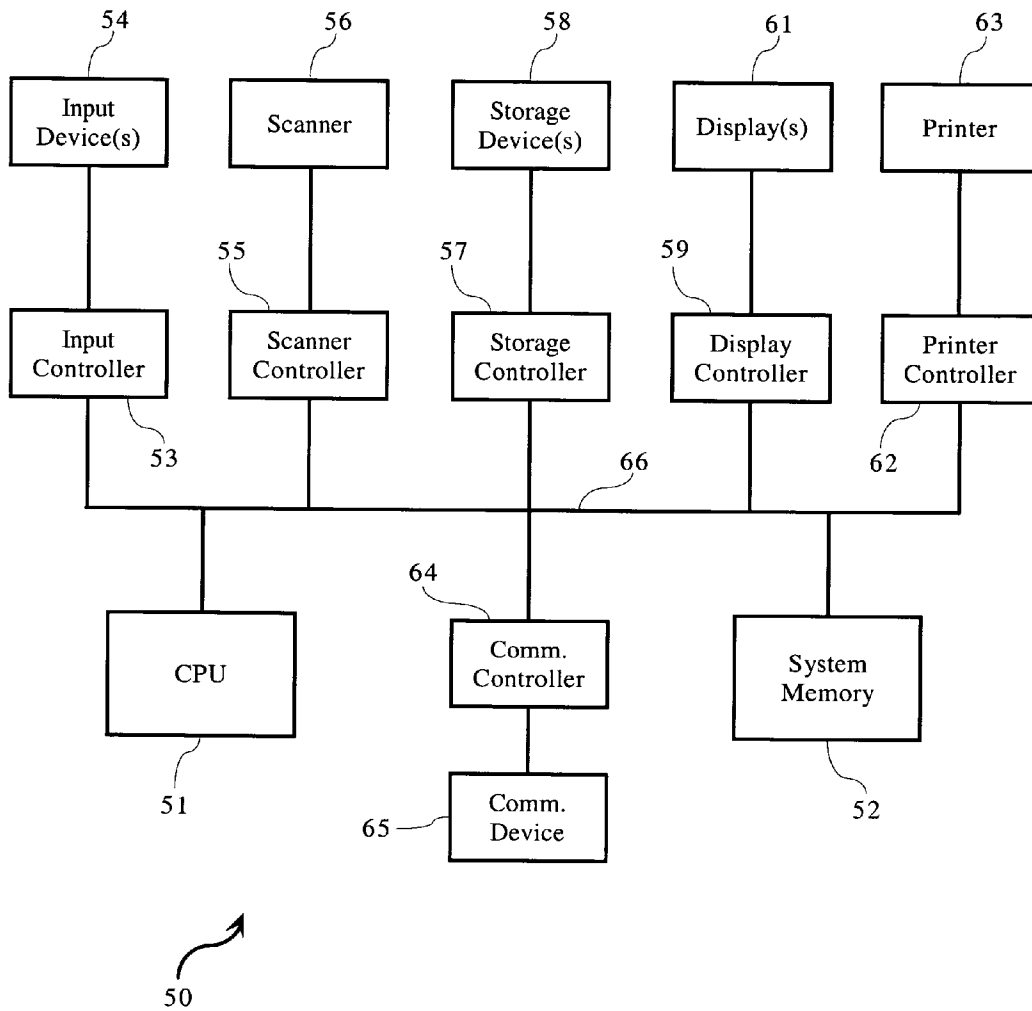 54
56
58
61
63
Input
Device(s)
Scanner
Storage
Device(s)
Display(s)
Printer
55
57
59
Input
Controller
Scanner
Controller
Storage
Controller
Display
Controller
Printer
Controller
53
62
66
64
CPU
Comm.
Controller
System
Memory
51
65
Comm.
Device
52
50